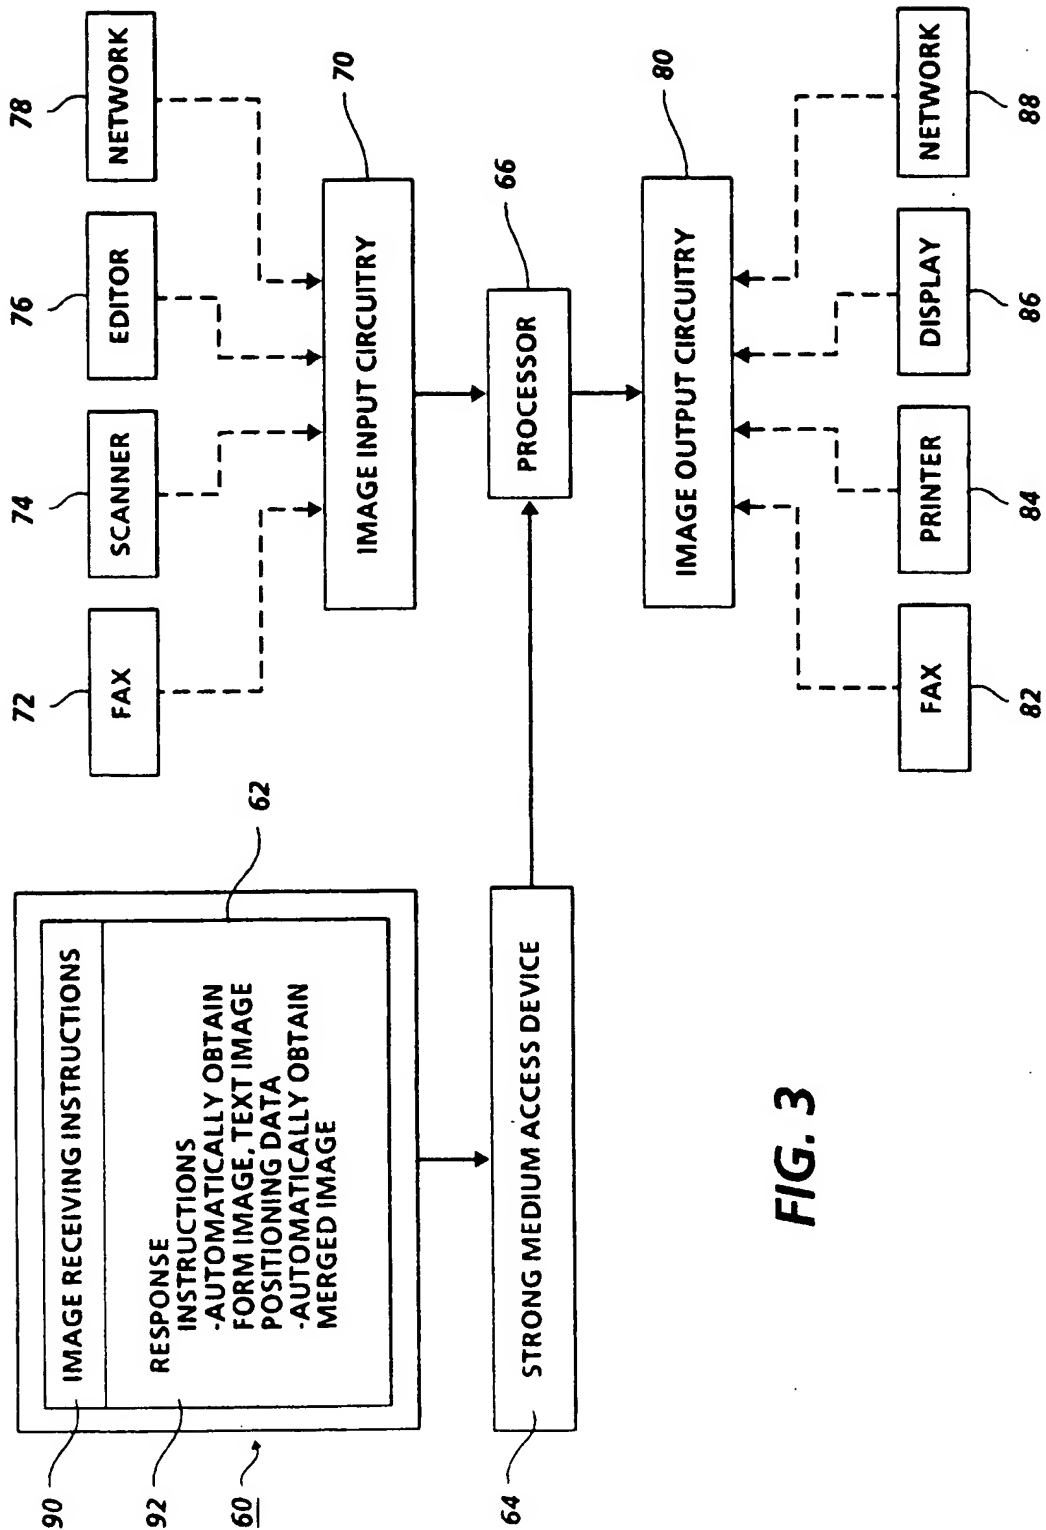 90
IMAGE RECEIVING INSTRUCTIONS
92
RESPONSE
INSTRUCTIONS
-AUTOMATICALLY OBTAIN
FORM IMAGE, TEXT IMAGE
POSITIONING DATA
-AUTOMATICALLY OBTAIN
MERGED IMAGE
60
62
64
STRONG MEDIUM ACCESS DEVICE
72
FAX
74
SCANNER
76
EDITOR
78
NETWORK
70
IMAGE INPUT CIRCUITRY
66
PROCESSOR
80
IMAGE OUTPUT CIRCUITRY
FAX
82
PRINTER
84
DISPLAY
86
NETWORK
88
FIG. 3